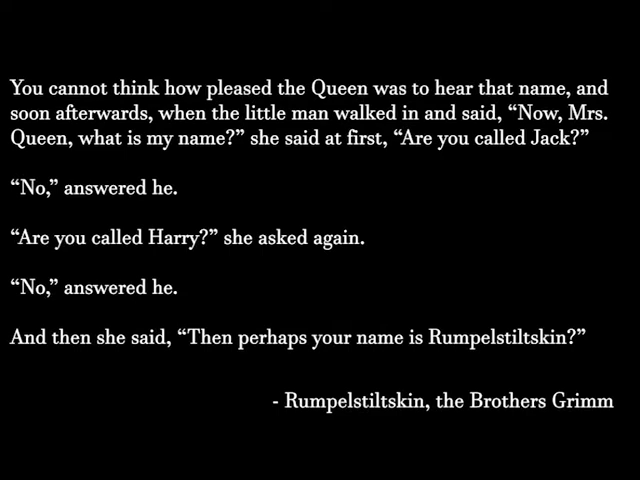 You cannot think how pleased the Queen was to hear that name, and
soon afterwards, when the little man walked in and said, “Now, Mrs.
Queen, what is my name?” she said at first, “Are you called Jack?”
“No,” answered he.
“Are you called Harry?” she asked again.
“No,” answered he.
And then she said, “Then perhaps your name is Rumpelstiltskin?”
- Rumpelstiltskin, the Brothers Grimm